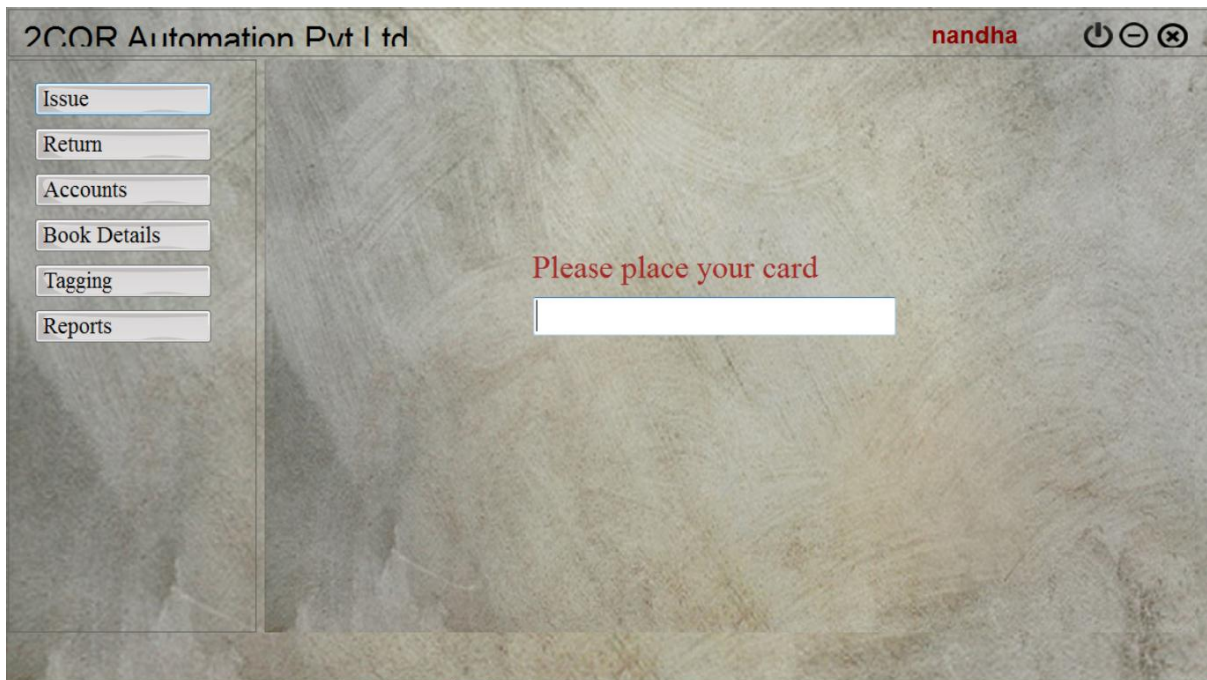 2COR Automation Pvt Ltd
nandha
Issue
Return
Accounts
Book Details
Tagging
Reports
Please place your card